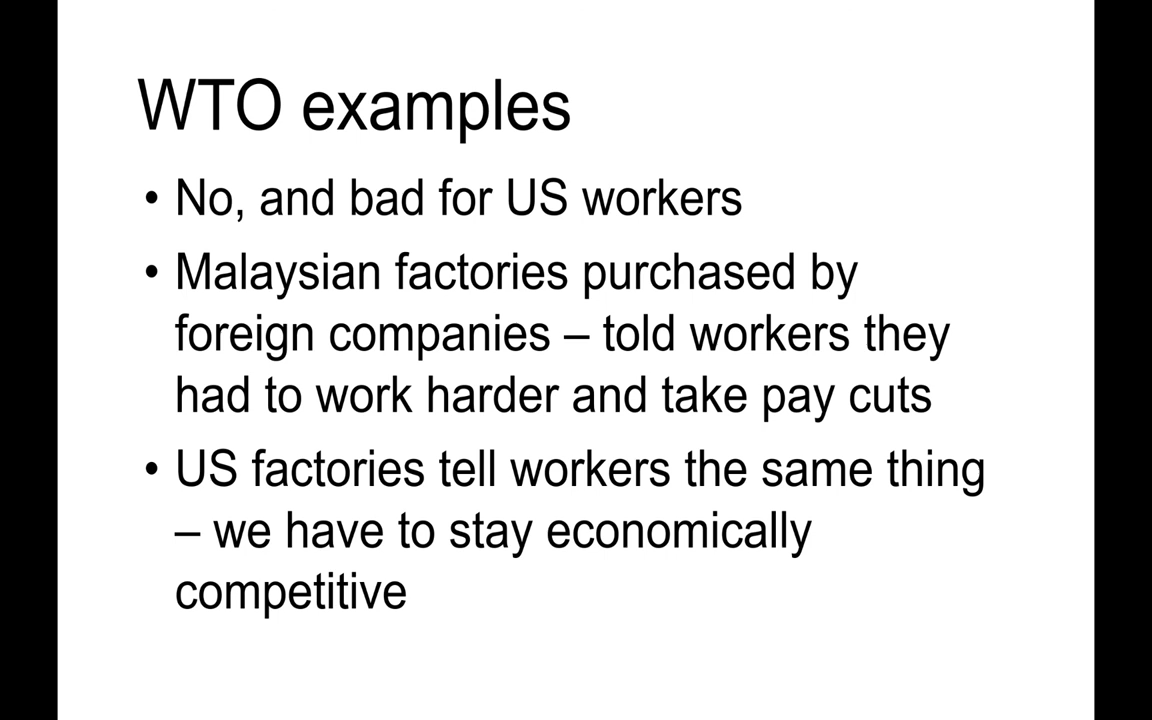 WTO examples
• No, and bad for US workers
• Malaysian factories purchased by
foreign companies – told workers they
had to work harder and take pay cuts
• US factories tell workers the same thing
– we have to stay economically
competitive